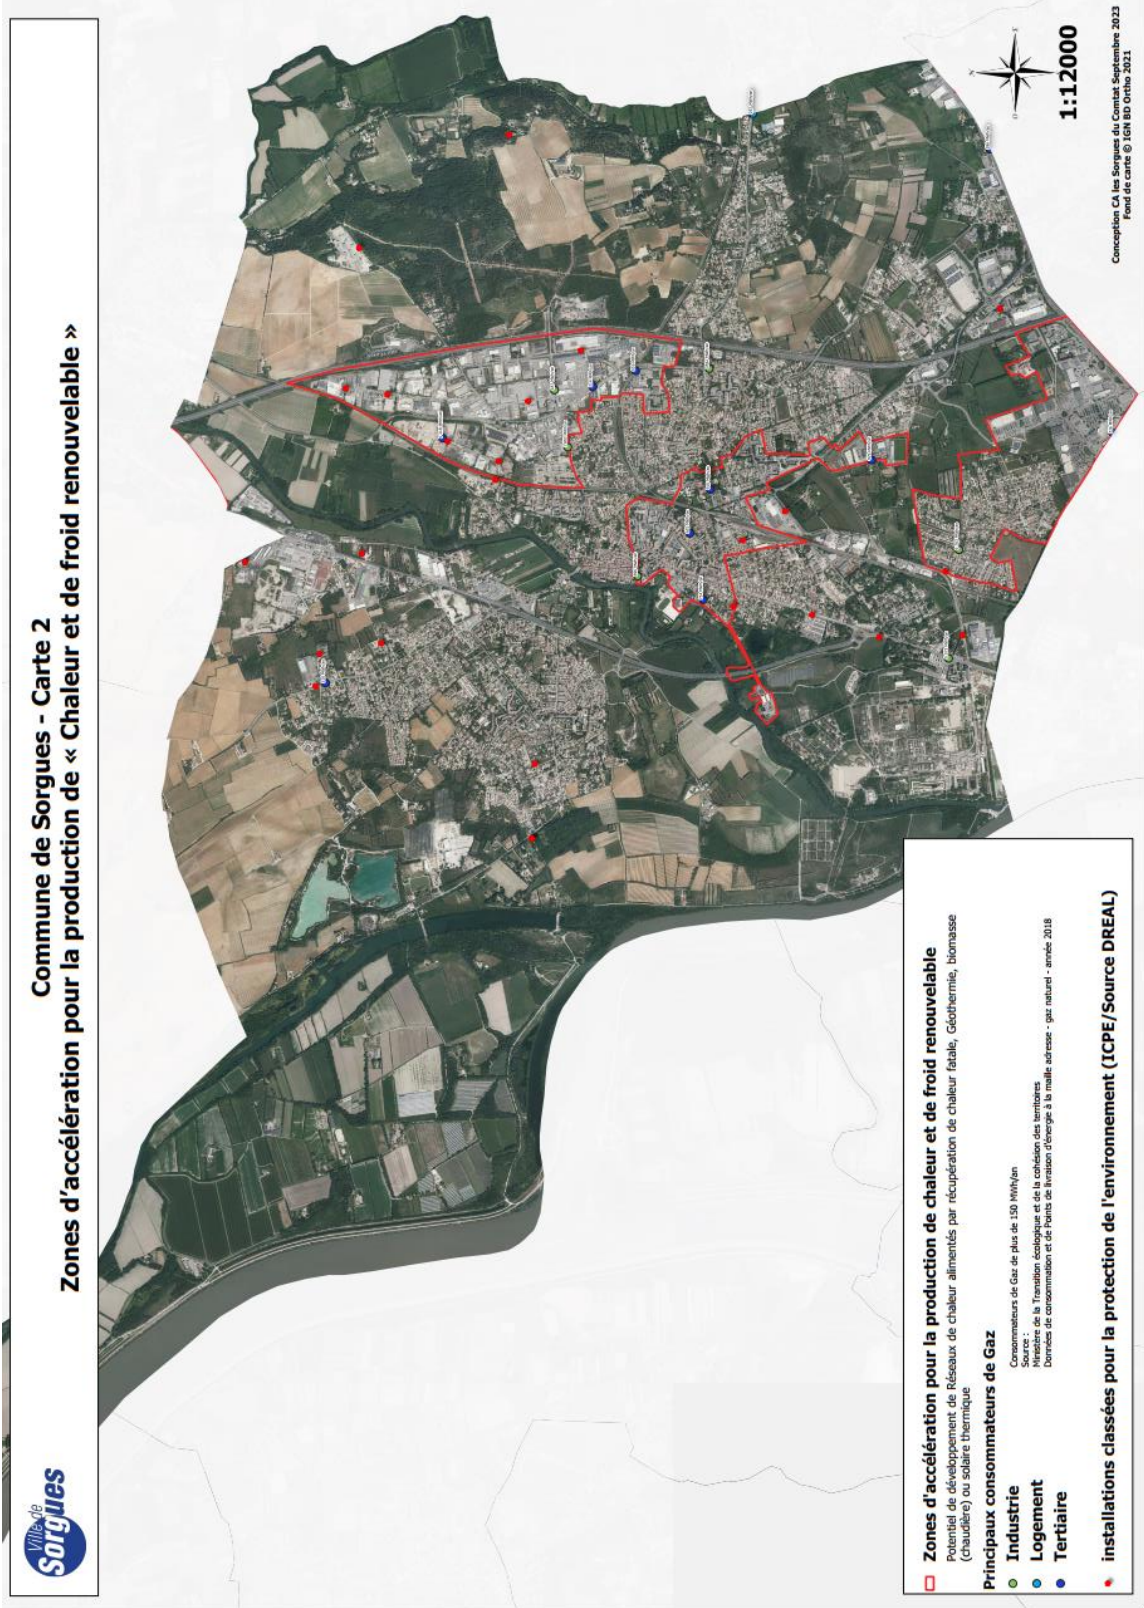 Commune de Sorgues - Carte 2
Zones d'accélération pour la production de « Chaleur et de froid renouvelable »
Ville de
Sorgues
N
S
O
1:12000
Conception CA les Sorgues du Comtat Septembre 2023
Fond de carte © IGN BD Ortho 2021
Zones d'accélération pour la production de chaleur et de froid renouvelable
Potentiel de développement de Réseaux de chaleur alimentés par récupération de chaleur fatale, Géothermie, biomasse
(chaudière) ou solaire thermique
Principaux consommateurs de Gaz
Consommateurs de Gaz de plus de 150 MWh/an
Source :
Ministère de la Transition écologique et de la cohésion des territoires
Données de consommation et de Points de livraison d'énergie à la maille adresse - gaz naturel - année 2018
Industrie
Logement
Tertiaire
installations classées pour la protection de l'environnement (ICPE/Source DREAL)